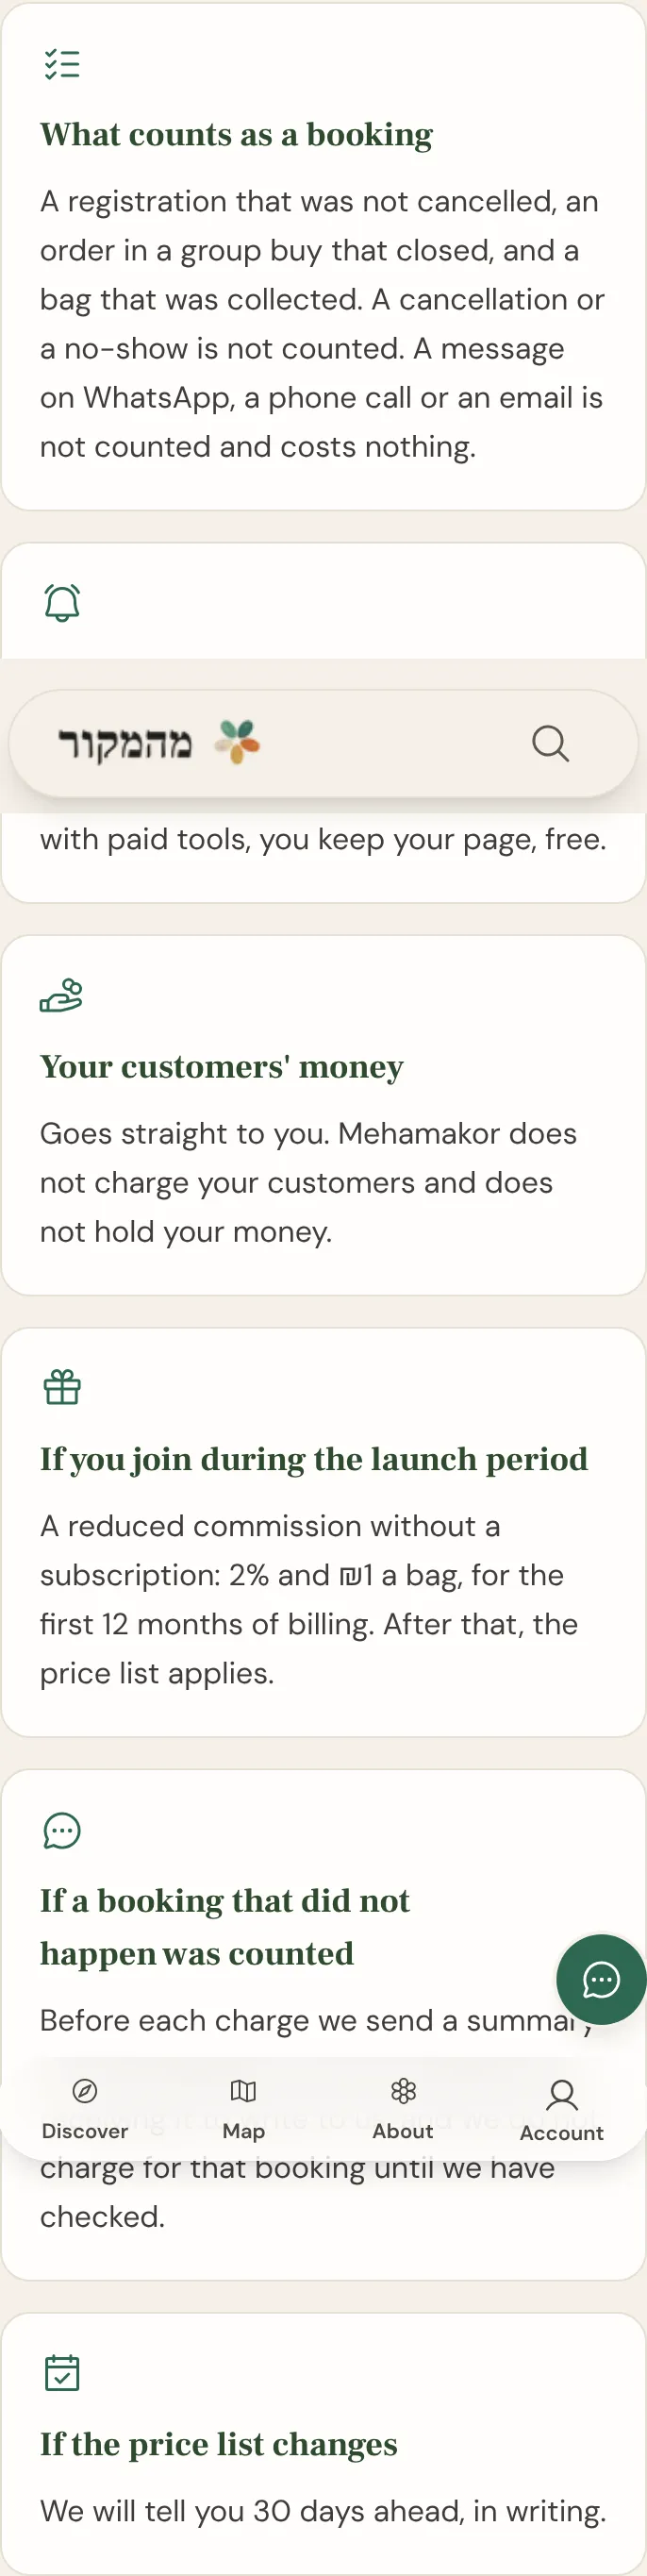 What counts as a booking
A registration that was not cancelled, an
order in a group buy that closed, and a
bag that was collected. A cancellation or
a no-show is not counted. A message
on WhatsApp, a phone call or an email is
not counted and costs nothing.
מהמקור
with paid tools, you keep your page, free.
Your customers' money
Goes straight to you. Mehamakor does
not charge your customers and does
not hold your money.
If you join during the launch period
A reduced commission without a
subscription: 2% and ₪1 a bag, for the
first 12 months of billing. After that, the
price list applies.
If a booking that did not
happen was counted
Before each charge we send a summary
Discover Map About Account
charge for that booking until we have
checked.
If the price list changes
We will tell you 30 days ahead, in writing.